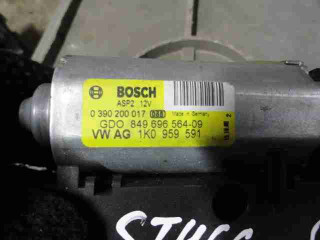 BOSCH
ASP2 12V
0 390 200 017 Made in Germany
GDO 849 696 564-09
VW AG 1K0 959 591